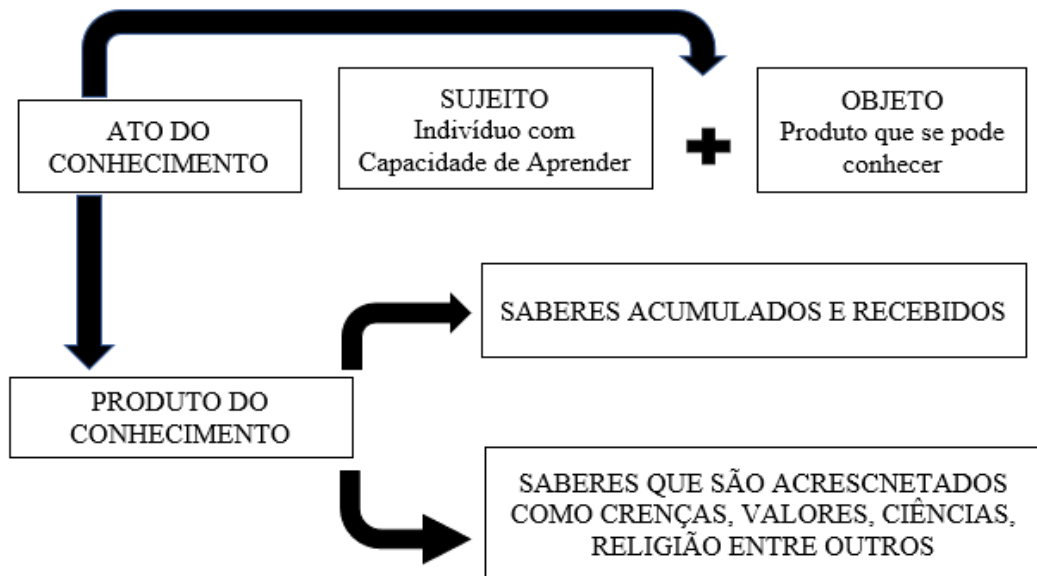 ATO DO
CONHECIMENTO
SUJEITO
Indivíduo com
Capacidade de Aprender
OBJETO
Produto que se pode
conhecer
SABERES ACUMULADOS E RECEBIDOS
PRODUTO DO
CONHECIMENTO
SABERES QUE SÃO ACRESCNETADOS
COMO CRENÇAS, VALORES, CIÊNCIAS,
RELIGIÃO ENTRE OUTROS